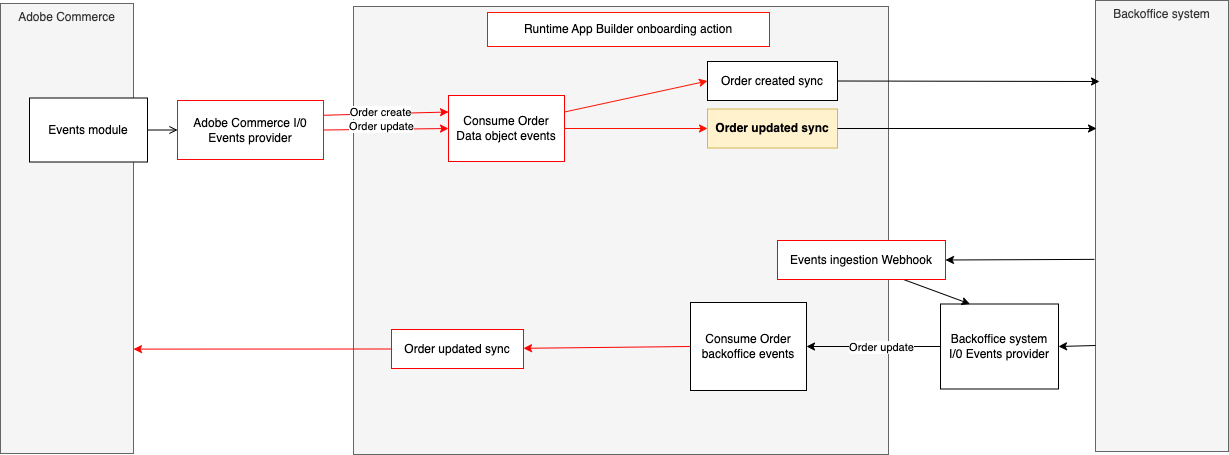 Adobe Commerce
Runtime App Builder onboarding action
Backoffice system
Events module
Adobe Commerce I/0
Events provider
Order create
Order update
Consume Order
Data object events
Order created sync
Order updated sync
Events ingestion Webhook
Order updated sync
Consume Order
backoffice events
Order update
Backoffice system
I/0 Events provider